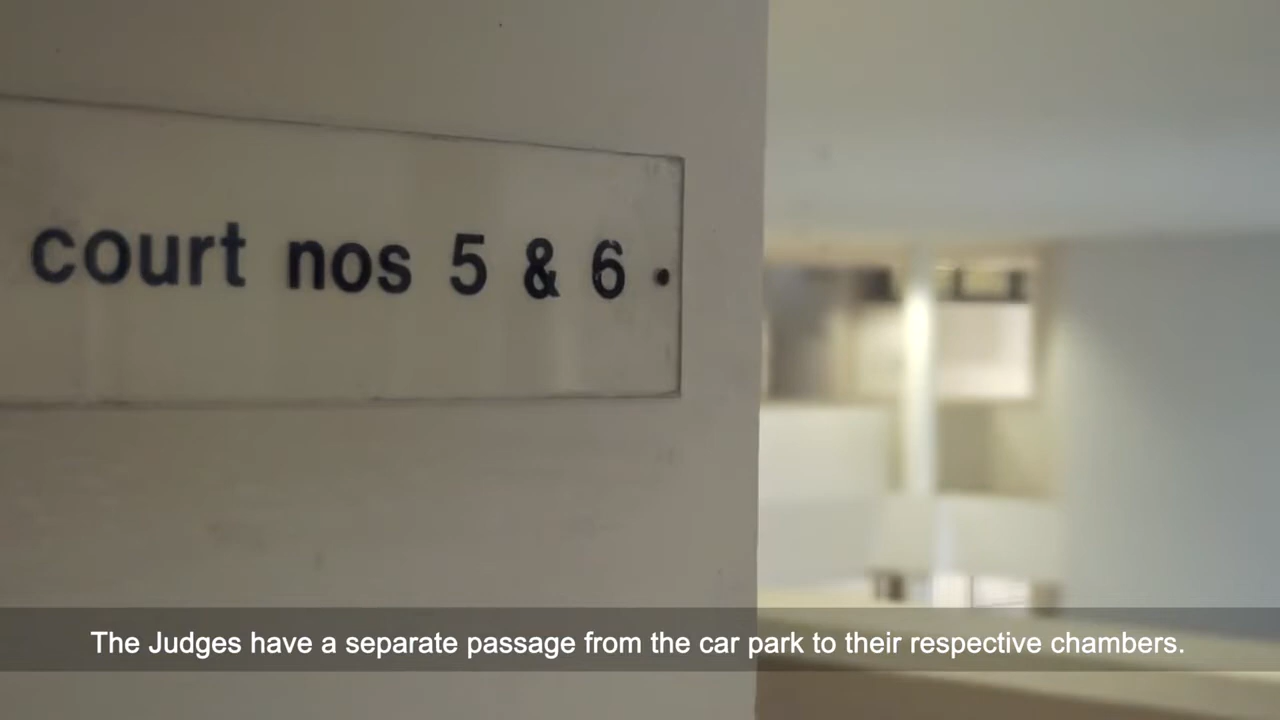 court nos 5 & 6
The Judges have a separate passage from the car park to their respective chambers.